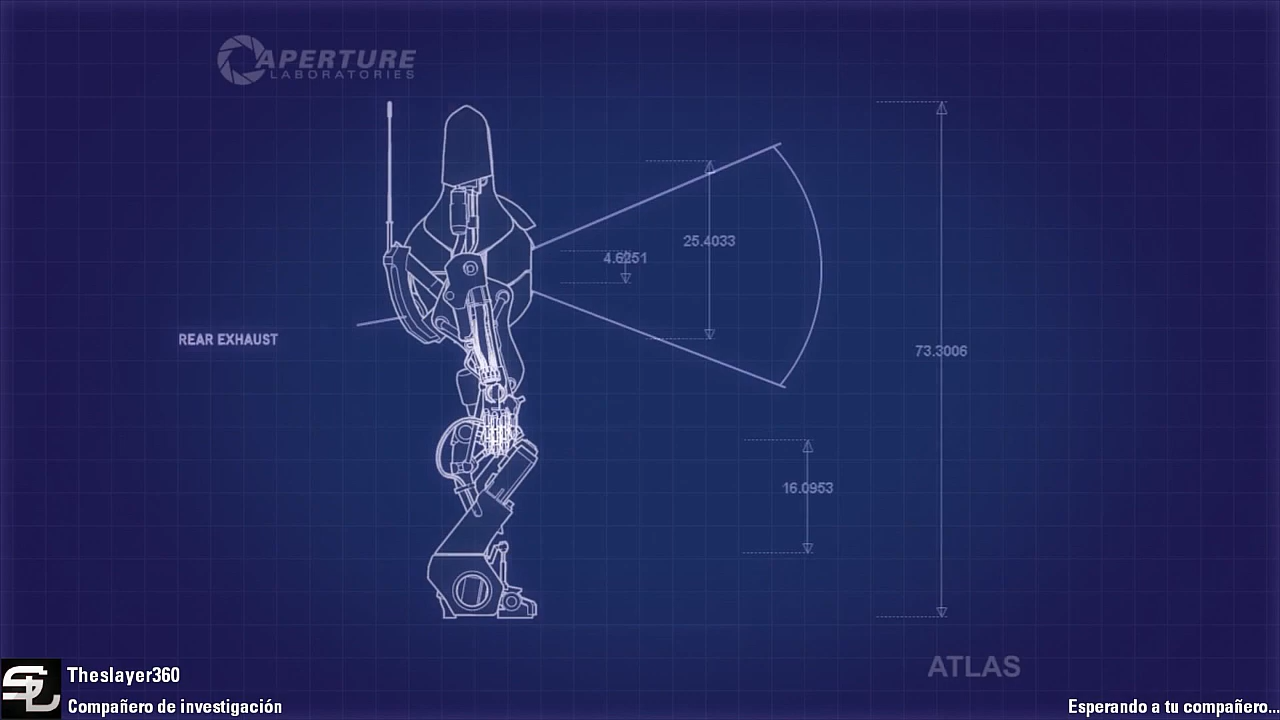 APERTURE
LABORATORIES
25.4033
4.6251
REAR EXHAUST
73.3006
16.0953
ATLAS
Theslayer360
Compañero de investigación
Esperando a tu compañero...